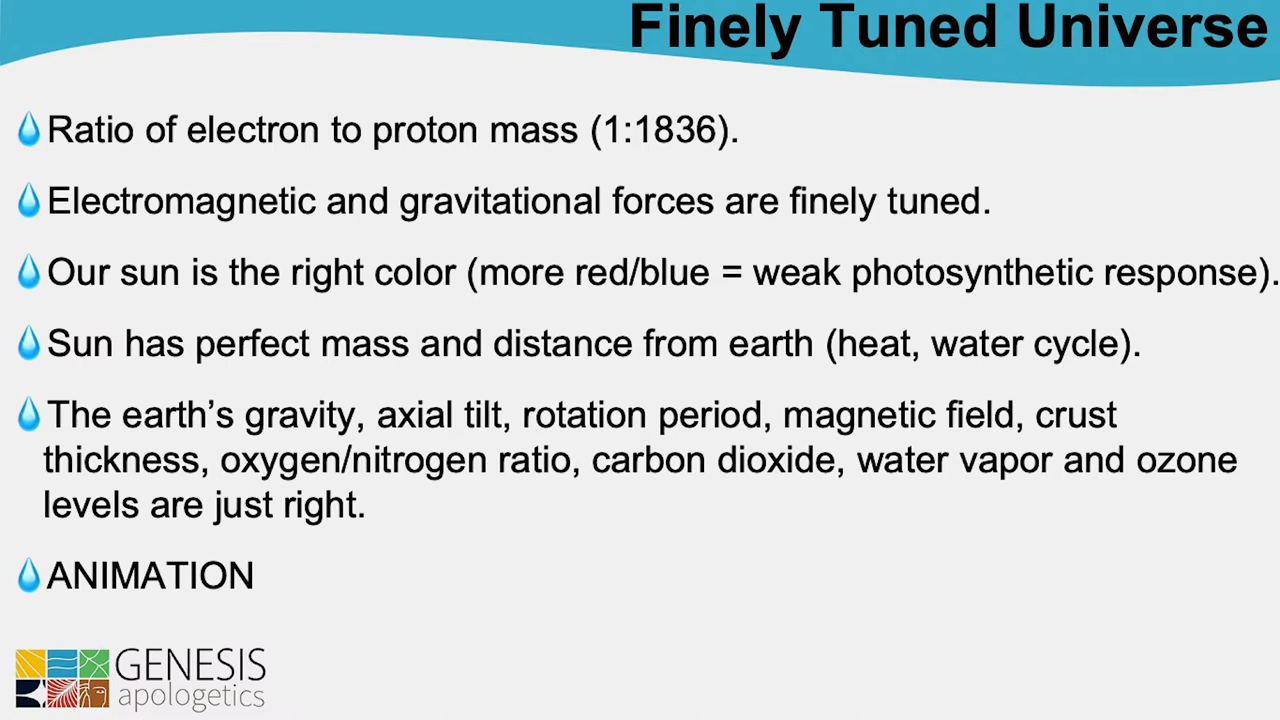 Finely Tuned Universe
Ratio of electron to proton mass (1:1836).
Electromagnetic and gravitational forces are finely tuned.
Our sun is the right color (more red/blue = weak photosynthetic response).
Sun has perfect mass and distance from earth (heat, water cycle).
The earth’s gravity, axial tilt, rotation period, magnetic field, crust
thickness, oxygen/nitrogen ratio, carbon dioxide, water vapor and ozone
levels are just right.
ANIMATION
GENESIS
apologetics